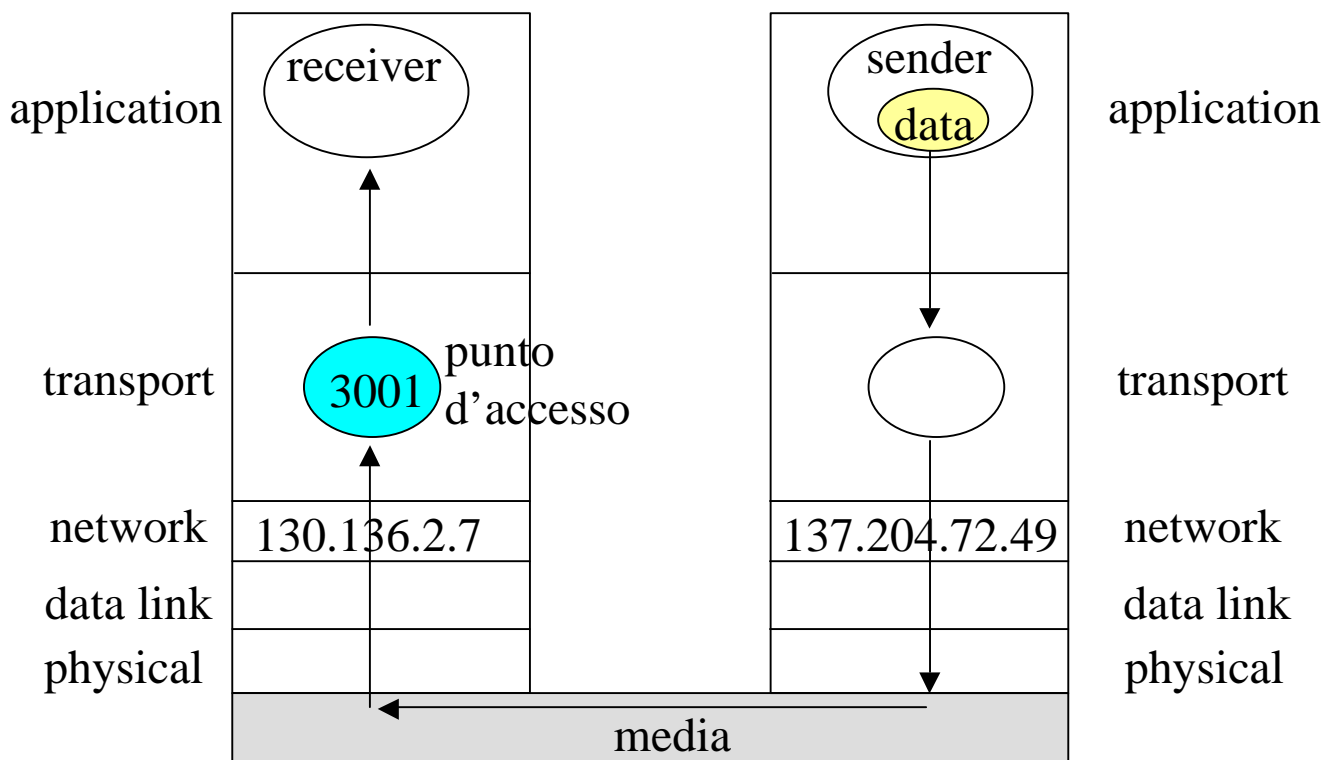 receiver
sender
application
data
application
punto
transport
3001
d’accesso
transport
network
130.136.2.7
137.204.72.49
network
data link
data link
physical
physical
media